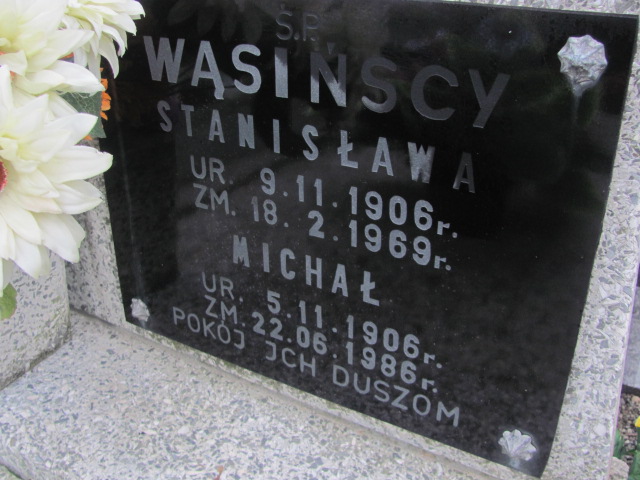 Ś.P.
WĄSIŃSCY
STANISŁAWA
UR. 9.11.1906r.
ZM. 18.2.1969r.
MICHAŁ
UR. 5.11.1906r.
ZM. 22.06.1986r.
POKÓJ JCH DUSZOM